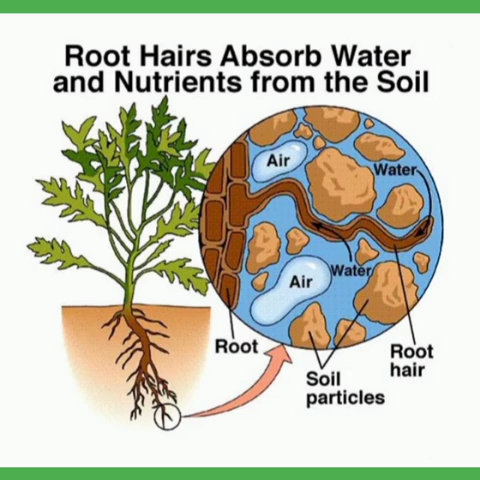 Root Hairs Absorb Water
and Nutrients from the Soil
Air
Water
Water
Air
Root
Root
hair
Soil
particles